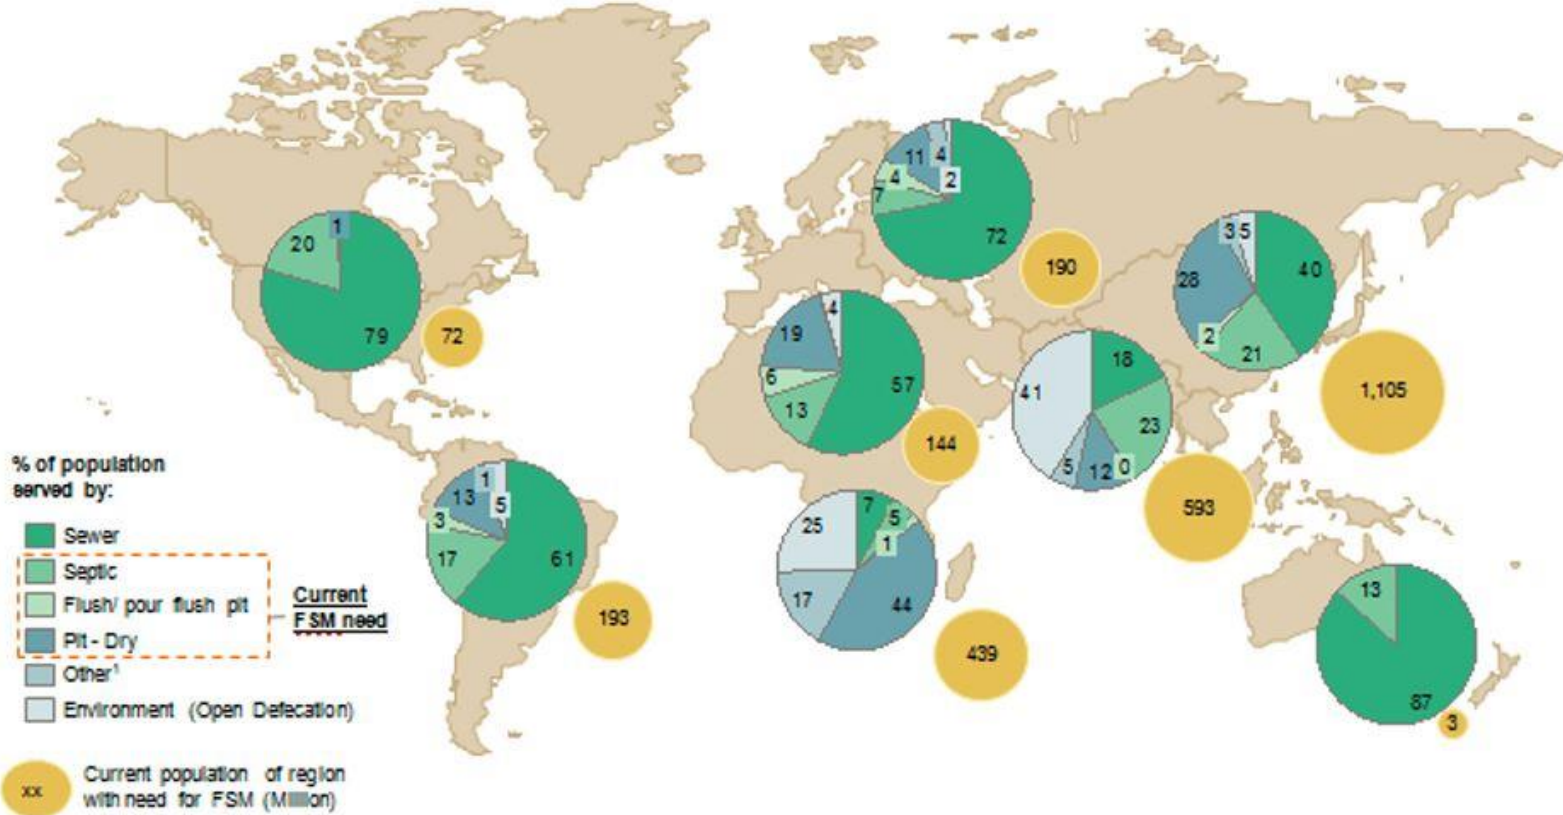 11 4
4 2
7
72
190
20 1
79
72
3 5
40
28
2
21
1,105
4
19
57
6
13
144
18
41
23
5 12 0
593
% of population
served by:
Sewer
Septic
Flush/ pour flush pit
Pit - Dry
Other¹
Environment (Open Defecation)
Current
FSM need
1
13 5
3
17
61
193
7
5
25
1
17
44
439
13
87
3
xx
Current population of region
with need for FSM (Million)